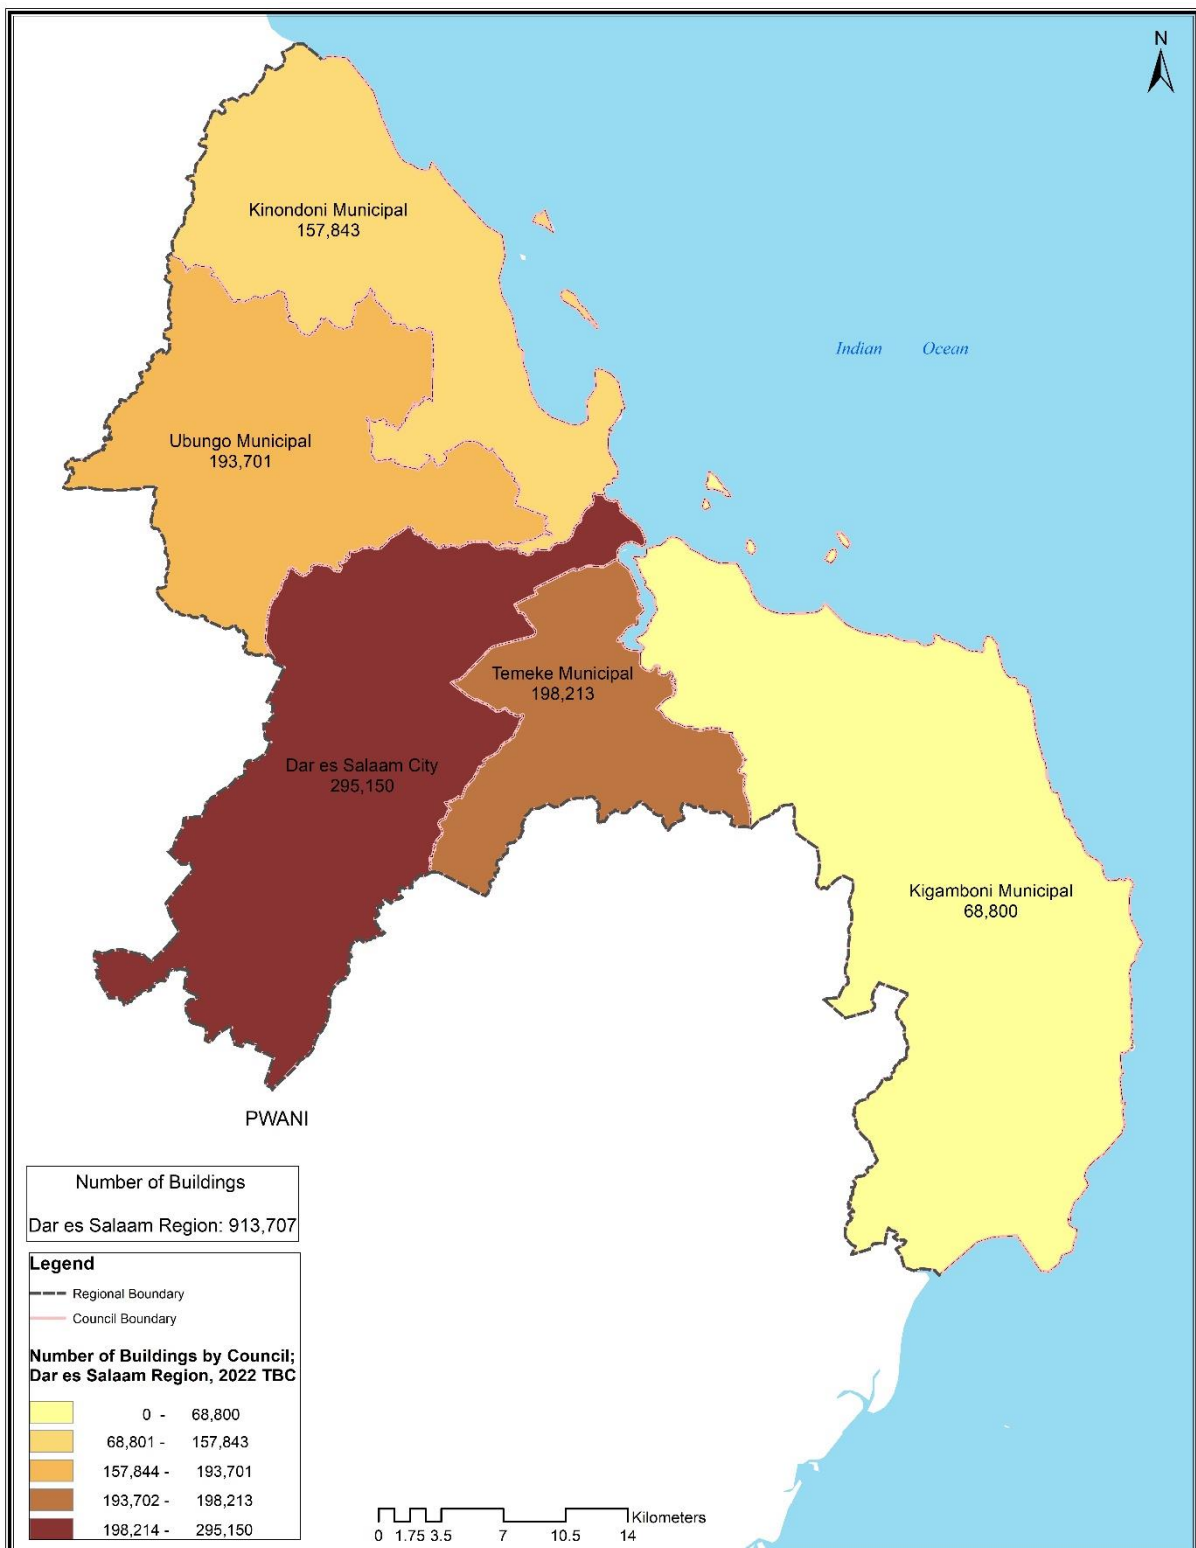 N
Kinondoni Municipal
157,843
Indian Ocean
Ubungo Municipal
193,701
Temeke Municipal
198,213
Dar es Salaam City
295,150
Kigamboni Municipal
68,800
PWANI
Number of Buildings
Dar es Salaam Region: 913,707
Legend
Regional Boundary
Council Boundary
Number of Buildings by Council;
Dar es Salaam Region, 2022 TBC
0 - 68,800
68,801 - 157,843
157,844 - 193,701
193,702 - 198,213
198,214 - 295,150
Kilometers
0 1.75 3.5 7 10.5 14